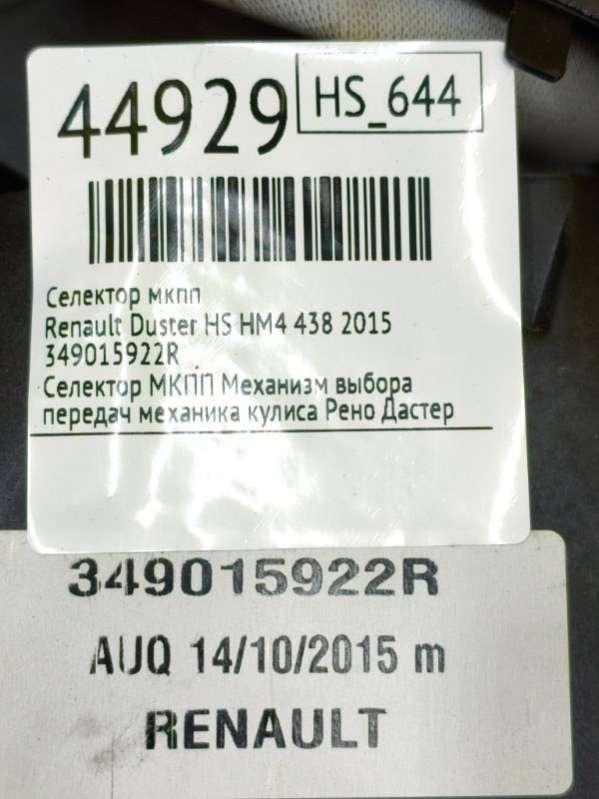 44929
HS_644
Селектор мкпп
Renault Duster HS HM4 438 2015
349015922R
Селектор МКПП Механизм выбора
передач механика кулиса Рено Дастер
349015922R
AUQ 14/10/2015 m
RENAULT